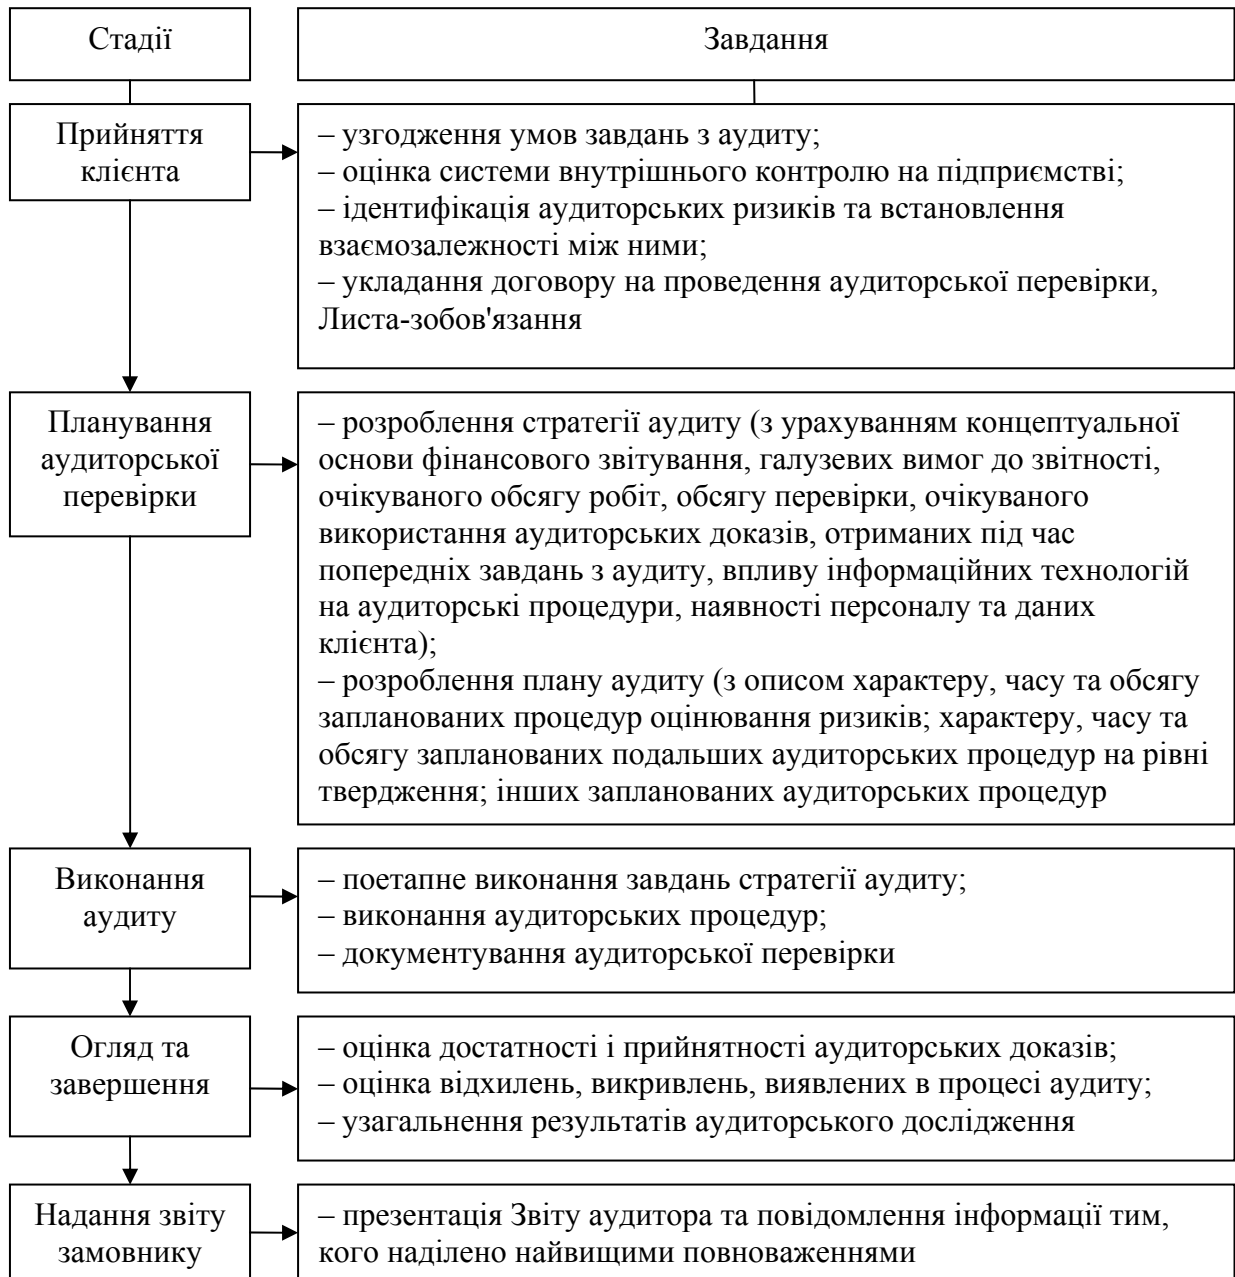 Стадії
Завдання
Прийняття
клієнта
– узгодження умов завдань з аудиту;
– оцінка системи внутрішнього контролю на підприємстві;
– ідентифікація аудиторських ризиків та встановлення
взаємозалежності між ними;
– укладання договору на проведення аудиторської перевірки,
Листа-зобов'язання
Планування
аудиторської
перевірки
– розроблення стратегії аудиту (з урахуванням концептуальної
основи фінансового звітування, галузевих вимог до звітності,
очікуваного обсягу робіт, обсягу перевірки, очікуваного
використання аудиторських доказів, отриманих під час
попередніх завдань з аудиту, впливу інформаційних технологій
на аудиторські процедури, наявності персоналу та даних
клієнта);
– розроблення плану аудиту (з описом характеру, часу та обсягу
запланованих процедур оцінювання ризиків; характеру, часу та
обсягу запланованих подальших аудиторських процедур на рівні
твердження; інших запланованих аудиторських процедур
Виконання
аудиту
– поетапне виконання завдань стратегії аудиту;
– виконання аудиторських процедур;
– документування аудиторської перевірки
Огляд та
завершення
– оцінка достатності і прийнятності аудиторських доказів;
– оцінка відхилень, викривлень, виявлених в процесі аудиту;
– узагальнення результатів аудиторського дослідження
Надання звіту
замовнику
– презентація Звіту аудитора та повідомлення інформації тим,
кого наділено найвищими повноваженнями